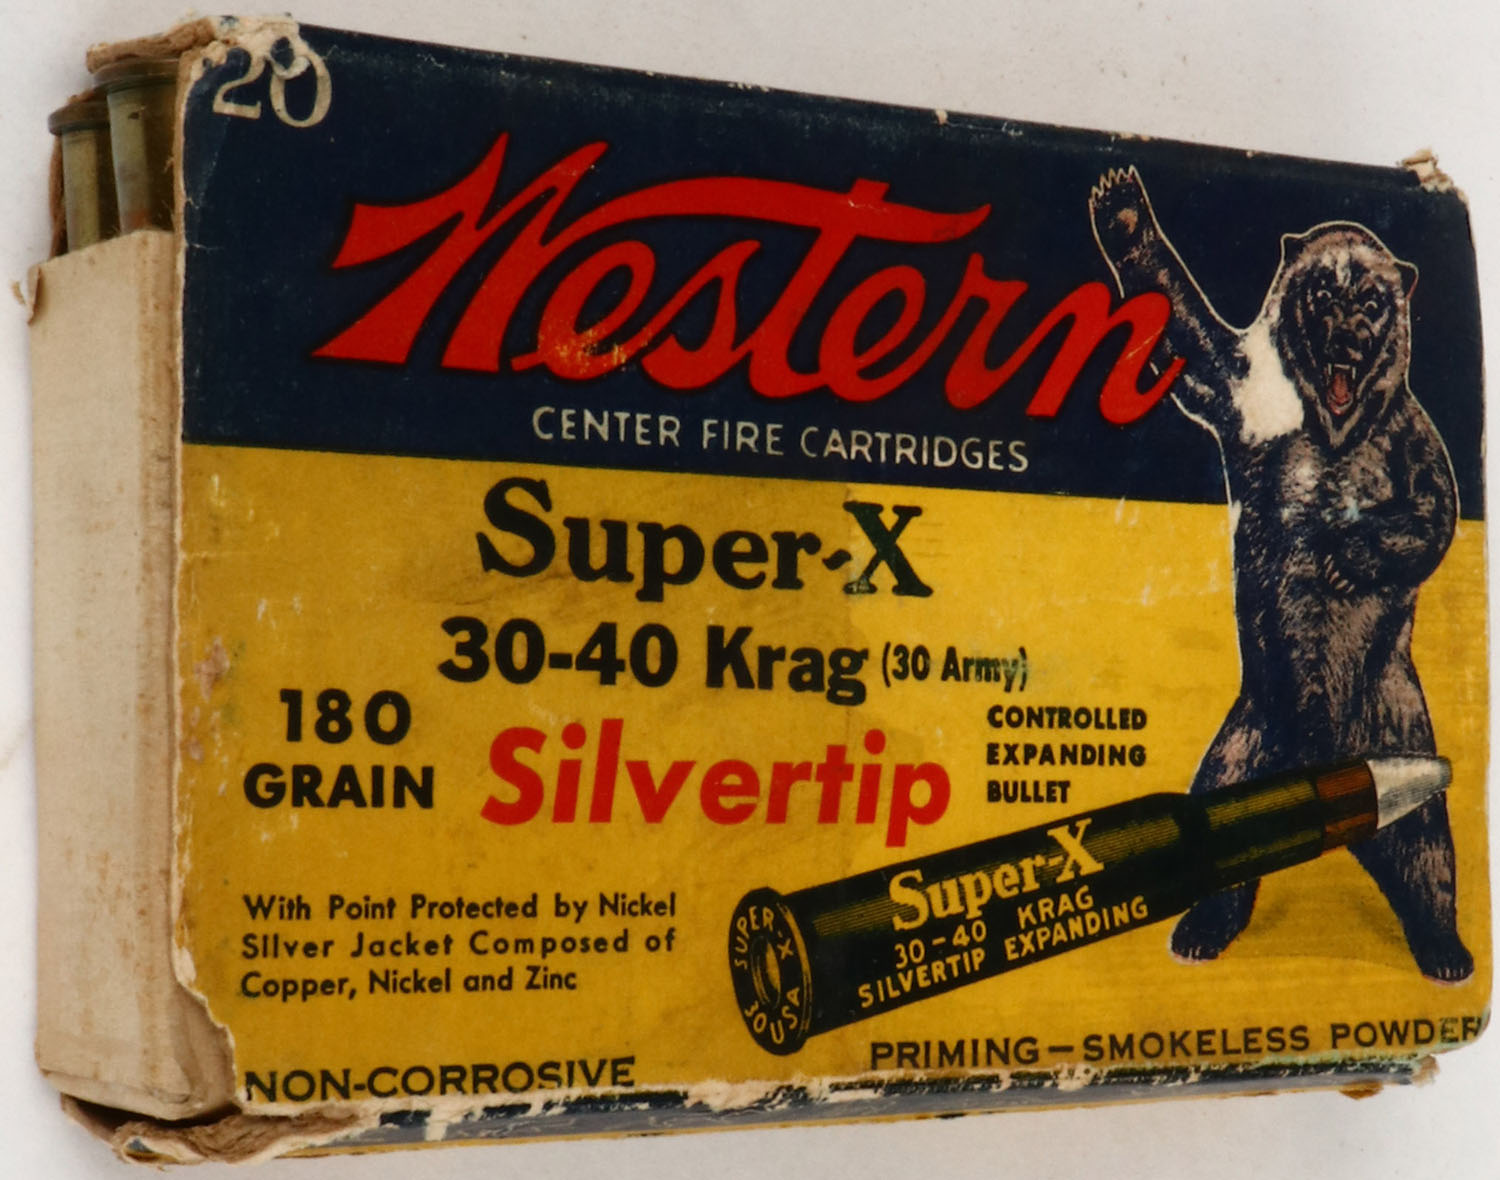 20
Western
CENTER FIRE CARTRIDGES
Super-X
30-40 Krag (30 Army)
180
GRAIN
Silvertip
CONTROLLED
EXPANDING
BULLET
With Point Protected by Nickel
Silver Jacket Composed of
Copper, Nickel and Zinc
Super-X
30-40 KRAG
SILVERTIP EXPANDING
SUPER-X
30 USA
NON-CORROSIVE PRIMING—SMOKELESS POWDER